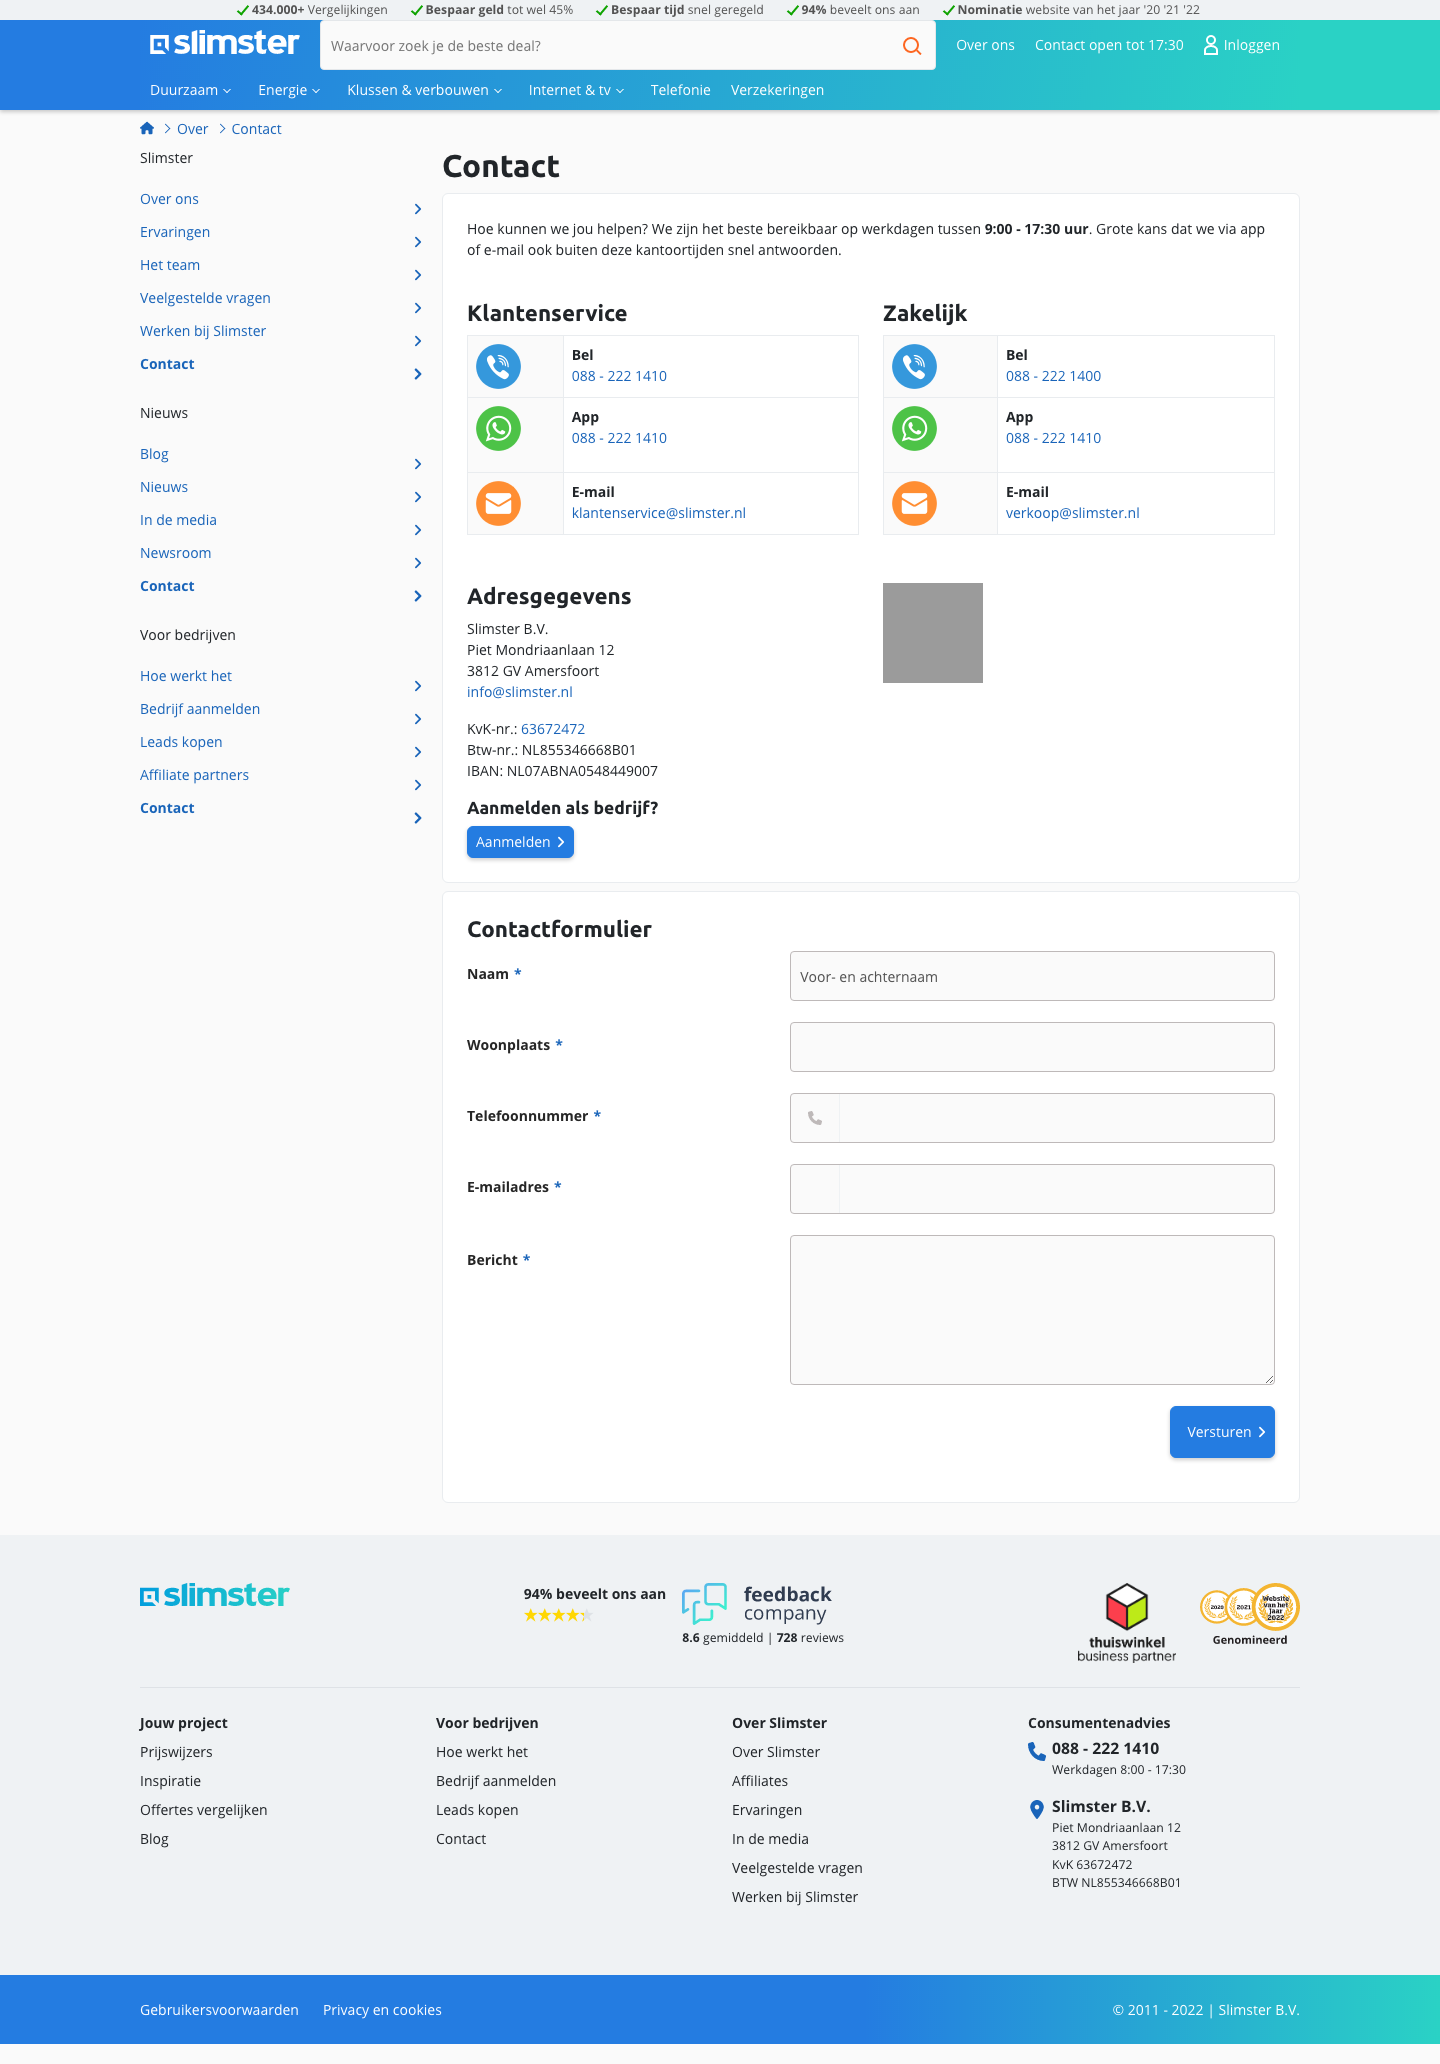 434.000+ Vergelijkingen
Bespaar geld tot wel 45%
Bespaar tijd snel geregeld
94% beveelt ons aan
Nominatie website van het jaar '20 '21 '22
slimster
Waarvoor zoek je de beste deal?
Over ons
Contact open tot 17:30
Inloggen
Duurzaam
Energie
Klussen & verbouwen
Internet & tv
Telefonie
Verzekeringen
Over
Contact
Slimster
Over ons
Ervaringen
Het team
Veelgestelde vragen
Werken bij Slimster
Contact
Nieuws
Blog
Nieuws
In de media
Newsroom
Contact
Voor bedrijven
Hoe werkt het
Bedrijf aanmelden
Leads kopen
Affiliate partners
Contact
Contact
Hoe kunnen we jou helpen? We zijn het beste bereikbaar op werkdagen tussen 9:00 - 17:30 uur. Grote kans dat we via app
of e-mail ook buiten deze kantoortijden snel antwoorden.
Klantenservice
Bel
088 - 222 1410
App
088 - 222 1410
E-mail
klantenservice@slimster.nl
Zakelijk
Bel
088 - 222 1400
App
088 - 222 1410
E-mail
verkoop@slimster.nl
Adresgegevens
Slimster B.V.
Piet Mondriaanlaan 12
3812 GV Amersfoort
info@slimster.nl
KvK-nr.: 63672472
Btw-nr.: NL855346668B01
IBAN: NL07ABNA0548449007
Aanmelden als bedrijf?
Aanmelden
Contactformulier
Naam *
Voor- en achternaam
Woonplaats *
Telefoonnummer *
E-mailadres *
Bericht *
Versturen
slimster
94% beveelt ons aan
feedback
company
8.6 gemiddeld | 728 reviews
thuiswinkel
business partner
2020
2021
Website
van het
Jaar
2022
Genomineerd
Jouw project
Prijswijzers
Inspiratie
Offertes vergelijken
Blog
Voor bedrijven
Hoe werkt het
Bedrijf aanmelden
Leads kopen
Contact
Over Slimster
Over Slimster
Affiliates
Ervaringen
In de media
Veelgestelde vragen
Werken bij Slimster
Consumentenadvies
088 - 222 1410
Werkdagen 8:00 - 17:30
Slimster B.V.
Piet Mondriaanlaan 12
3812 GV Amersfoort
KvK 63672472
BTW NL855346668B01
Gebruikersvoorwaarden
Privacy en cookies
© 2011 - 2022 | Slimster B.V.